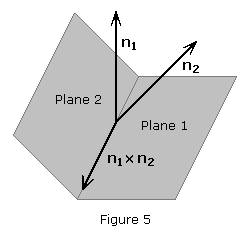 n₁
n₂
Plane 2
Plane 1
n₁ × n₂
Figure 5